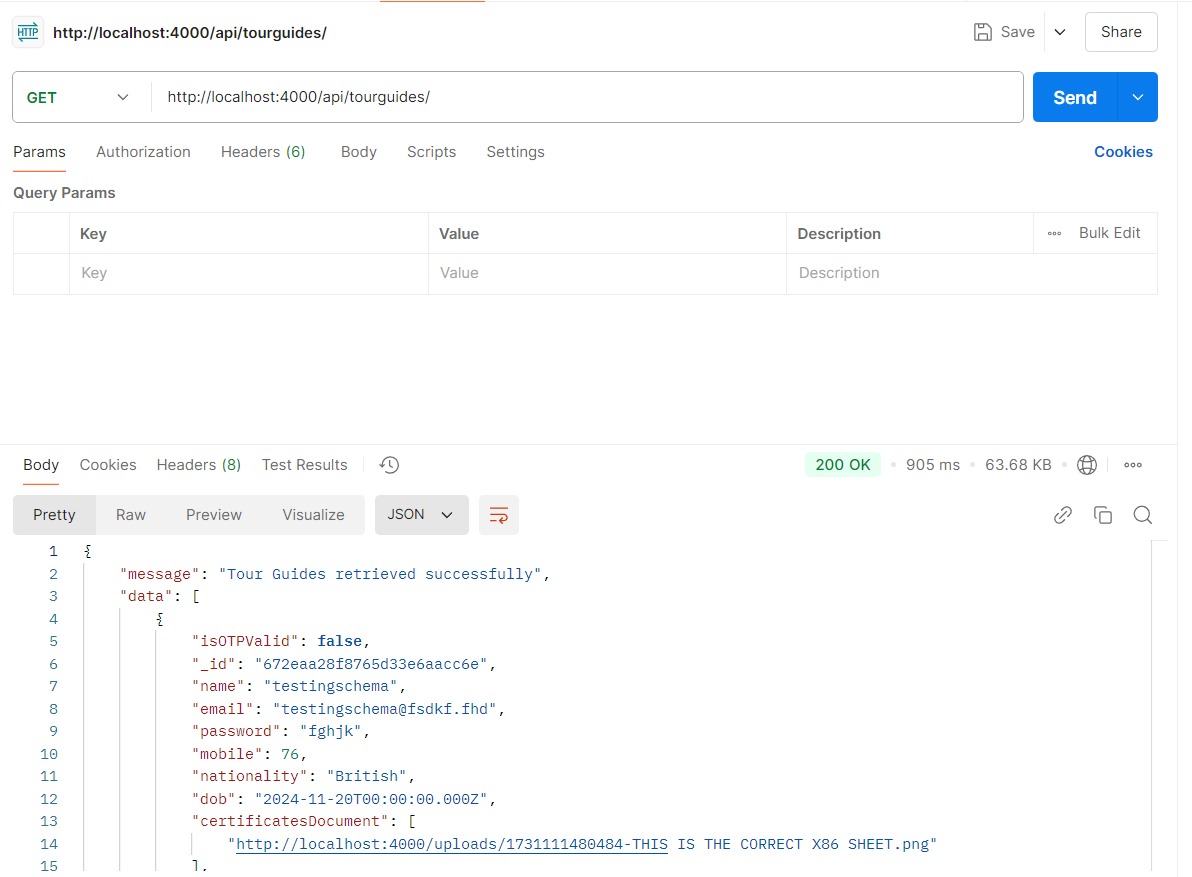 HTTP http://localhost:4000/api/tourguides/ Save Share
GET http://localhost:4000/api/tourguides/ Send
Params Authorization Headers (6) Body Scripts Settings Cookies
Query Params
Key Value Description Bulk Edit
Key Value Description
Body Cookies Headers (8) Test Results 200 OK 905 ms 63.68 KB
Pretty Raw Preview Visualize JSON
1 {
2 "message": "Tour Guides retrieved successfully",
3 "data": [
4 {
5 "isOTPValid": false,
6 "_id": "672eaa28f8765d33e6aacc6e",
7 "name": "testingschema",
8 "email": "testingschema@fsdkf.fhd",
9 "password": "fghjk",
10 "mobile": 76,
11 "nationality": "British",
12 "dob": "2024-11-20T00:00:00.000Z",
13 "certificatesDocument": [
14 "http://localhost:4000/uploads/1731111480484-THIS IS THE CORRECT X86 SHEET.png"
15 ],